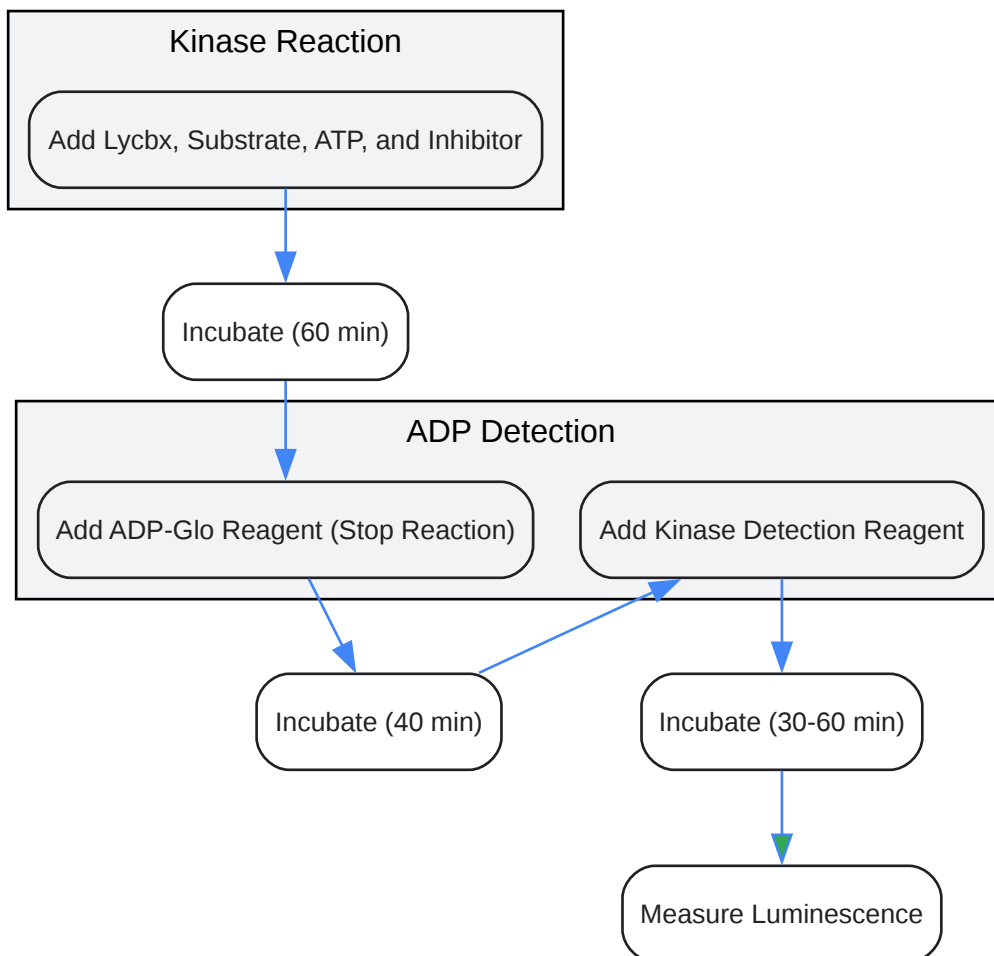 Kinase Reaction
Add Lycbx, Substrate, ATP, and Inhibitor
Incubate (60 min)
ADP Detection
Add ADP-Glo Reagent (Stop Reaction)
Add Kinase Detection Reagent
Incubate (40 min)
Incubate (30-60 min)
Measure Luminescence